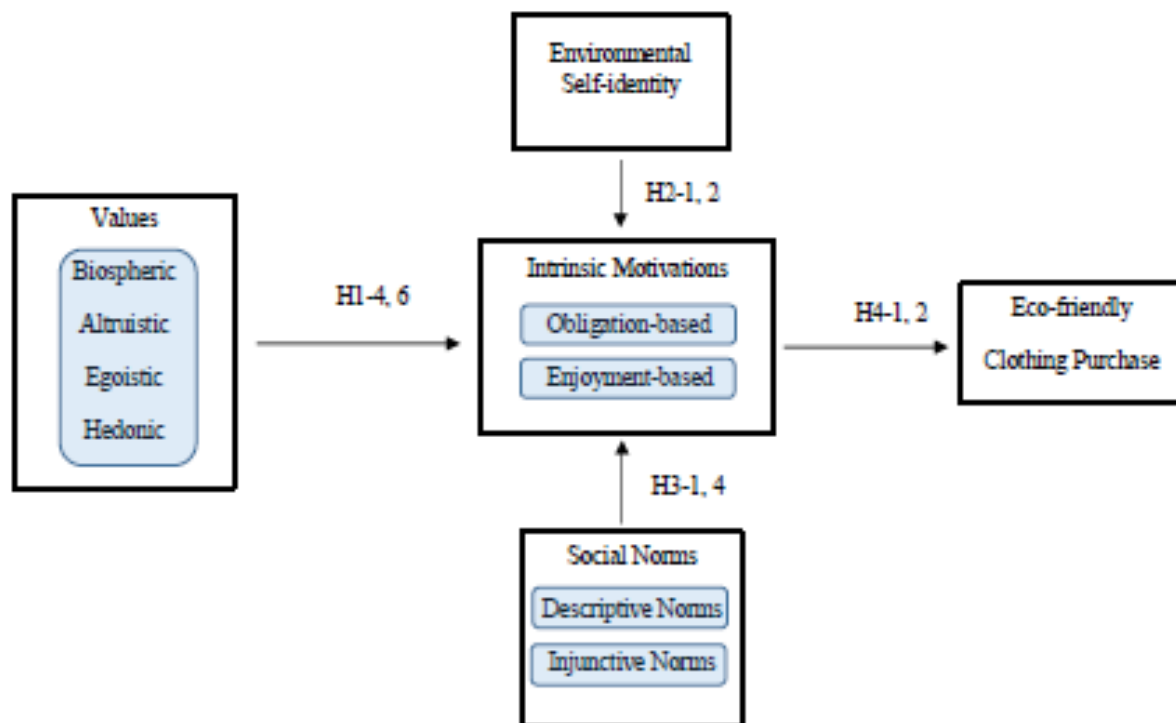 Environmental
Self-identity
H2-1, 2
Values
Biospheric
Altruistic
Egoistic
Hedonic
H1-4, 6
Intrinsic Motivations
Obligation-based
Enjoyment-based
H4-1, 2
Eco-friendly
Clothing Purchase
H3-1, 4
Social Norms
Descriptive Norms
Injunctive Norms